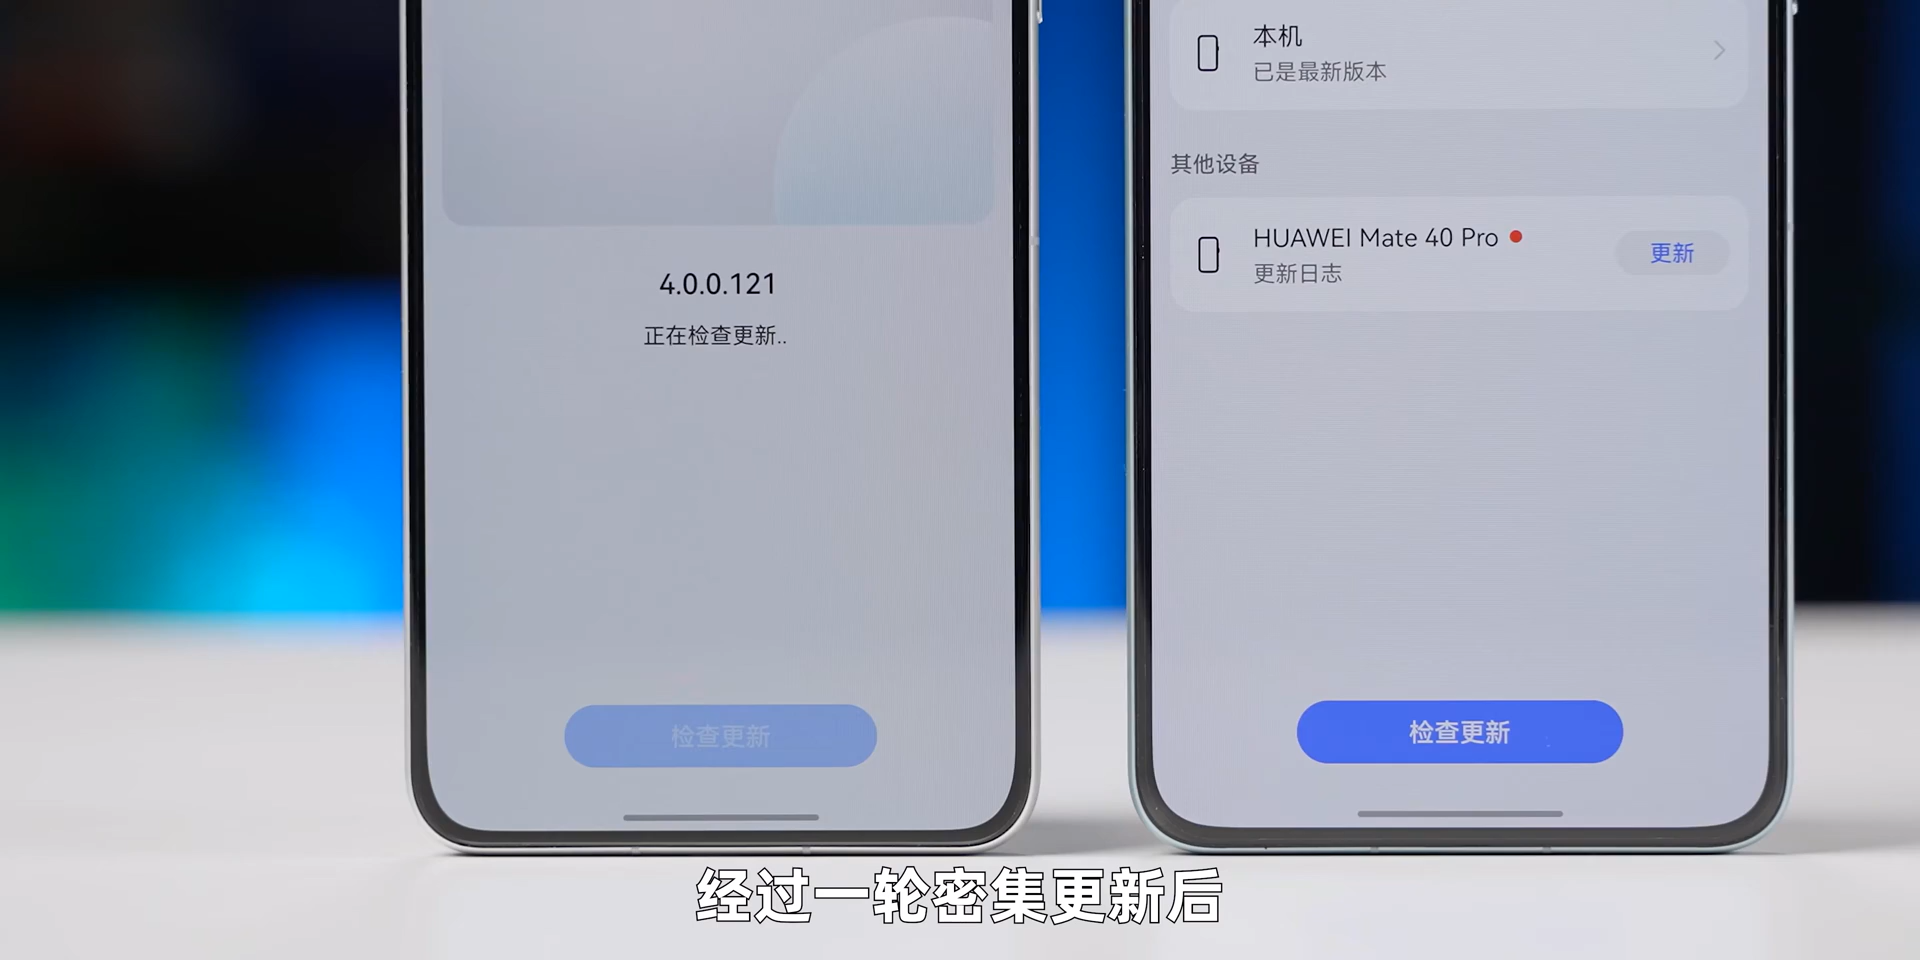 4.0.0.121
正在检查更新..
检查更新
本机
已是最新版本
其他设备
HUAWEI Mate 40 Pro
更新日志
更新
检查更新
经过一轮密集更新后